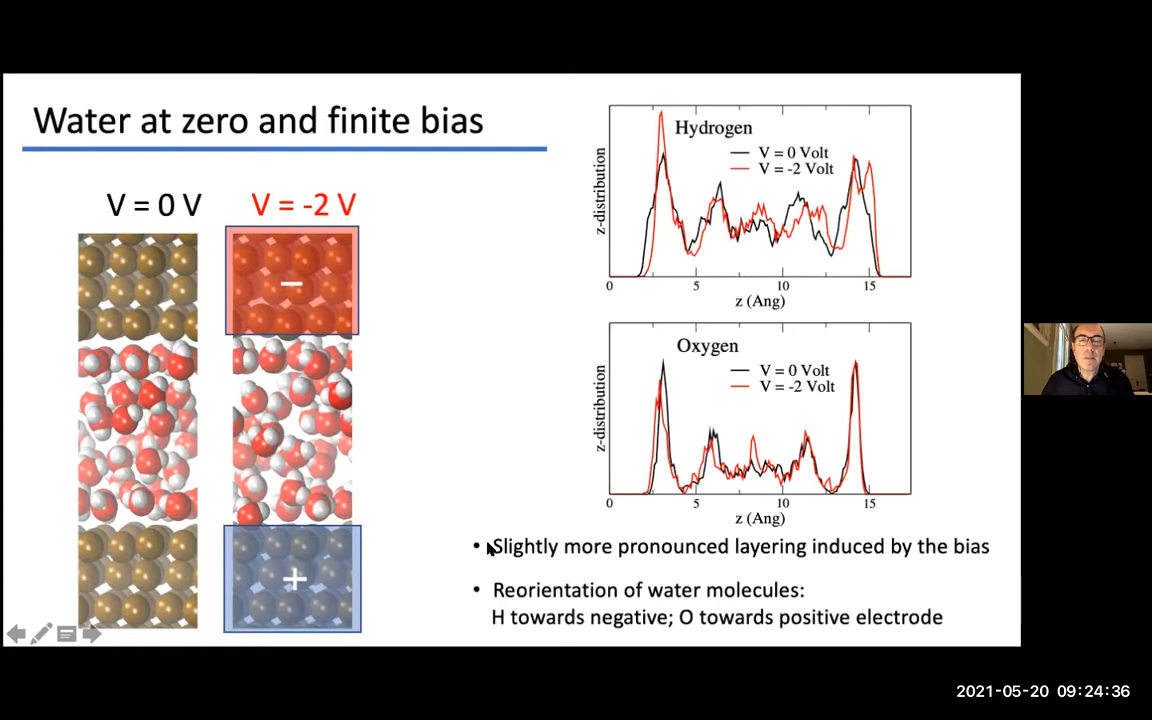 Water at zero and finite bias
V = 0 V
V = -2 V
−
+
Hydrogen
V = 0 Volt
V = -2 Volt
z-distribution
0 5 10 15
z (Ang)
Oxygen
V = 0 Volt
V = -2 Volt
z-distribution
0 5 10 15
z (Ang)
• Slightly more pronounced layering induced by the bias
• Reorientation of water molecules:
H towards negative; O towards positive electrode
2021-05-20 09:24:36